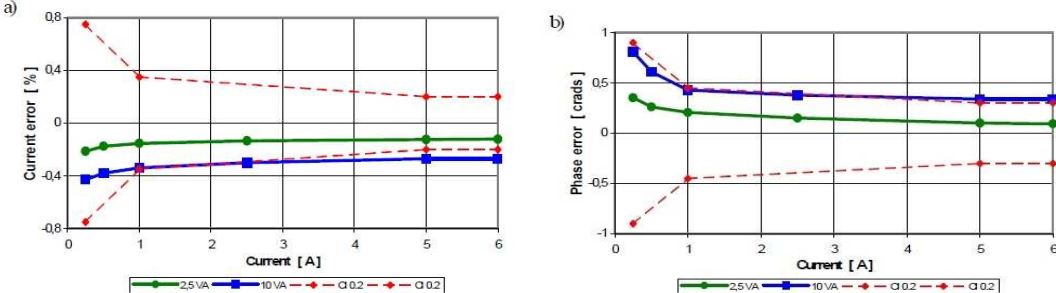 a)
Current error [ % ]
0,8
0,4
0
-0,4
-0,8
0 1 2 3 4 5 6
Current [ A ]
2,5 VA 10 VA Cl 0.2 Cl 0.2
b)
Phase error [ crads ]
1
0,5
0
-0,5
-1
0 1 2 3 4 5 6
Current [ A ]
2,5 VA 10 VA Cl 0.2 Cl 0.2